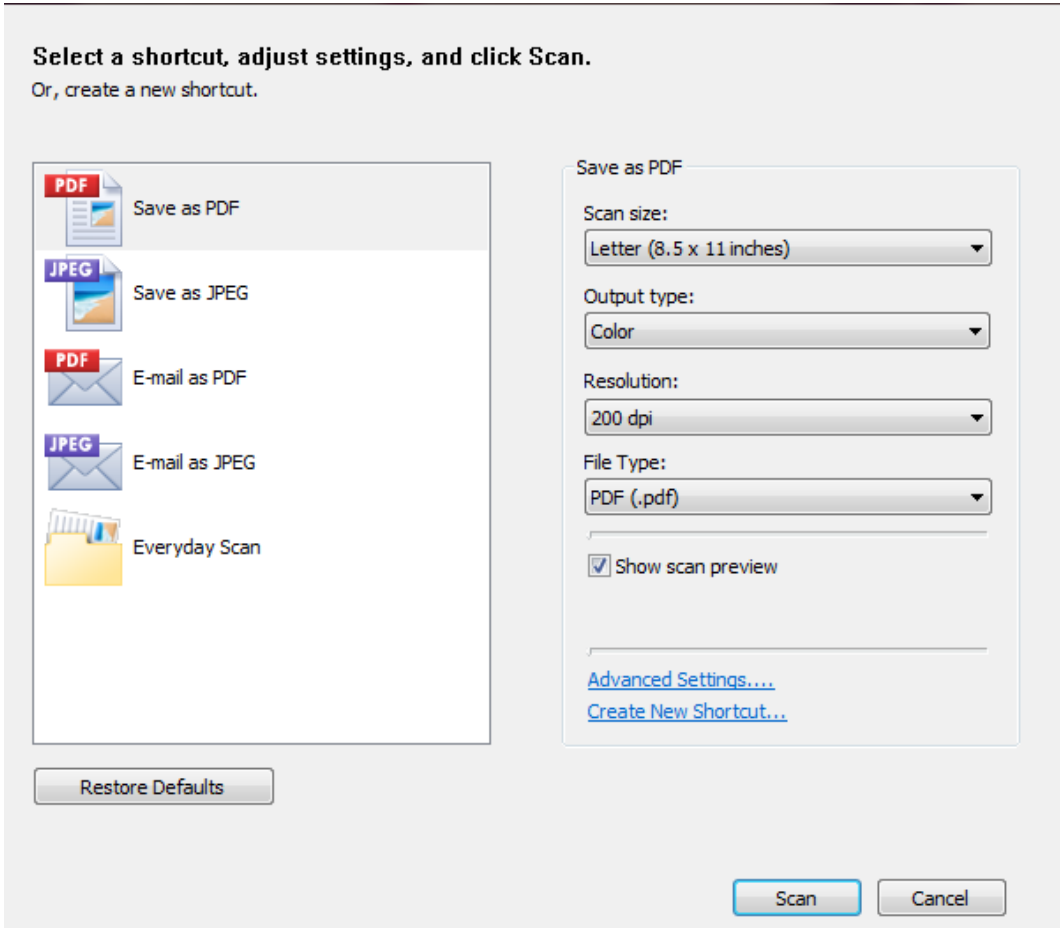 Select a shortcut, adjust settings, and click Scan.
Or, create a new shortcut.
PDF
Save as PDF
JPEG
Save as JPEG
PDF
E-mail as PDF
JPEG
E-mail as JPEG
Everyday Scan
Restore Defaults
Save as PDF
Scan size:
Letter (8.5 x 11 inches)
Output type:
Color
Resolution:
200 dpi
File Type:
PDF (.pdf)
Show scan preview
Advanced Settings....
Create New Shortcut...
Scan
Cancel